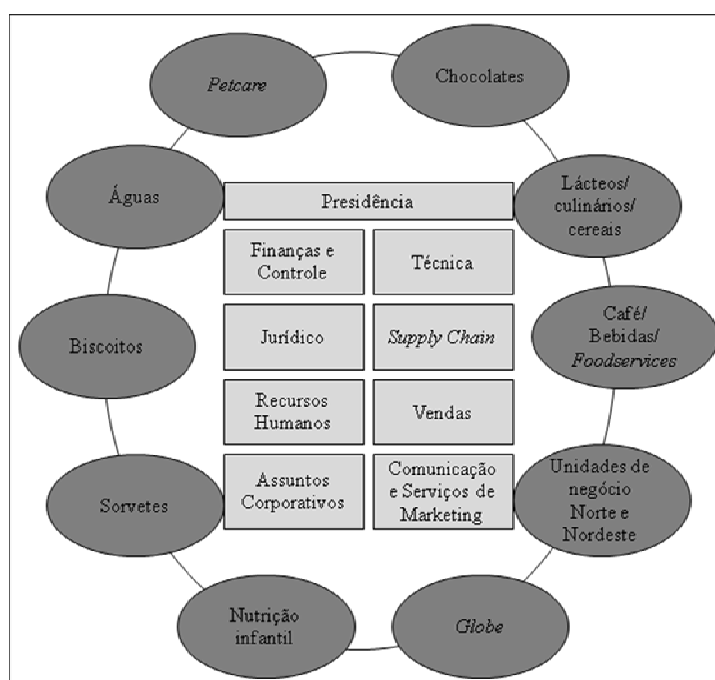 Petcare
Chocolates
Águas
Presidência
Lácteos/
culinários/
cereais
Finanças e
Controle
Técnica
Biscoitos
Jurídico
Supply Chain
Café/
Bebidas/
Foodservices
Recursos
Humanos
Vendas
Sorvetes
Assuntos
Corporativos
Comunicação
e Serviços de
Marketing
Unidades de
negócio
Norte e
Nordeste
Nutrição
infantil
Globe